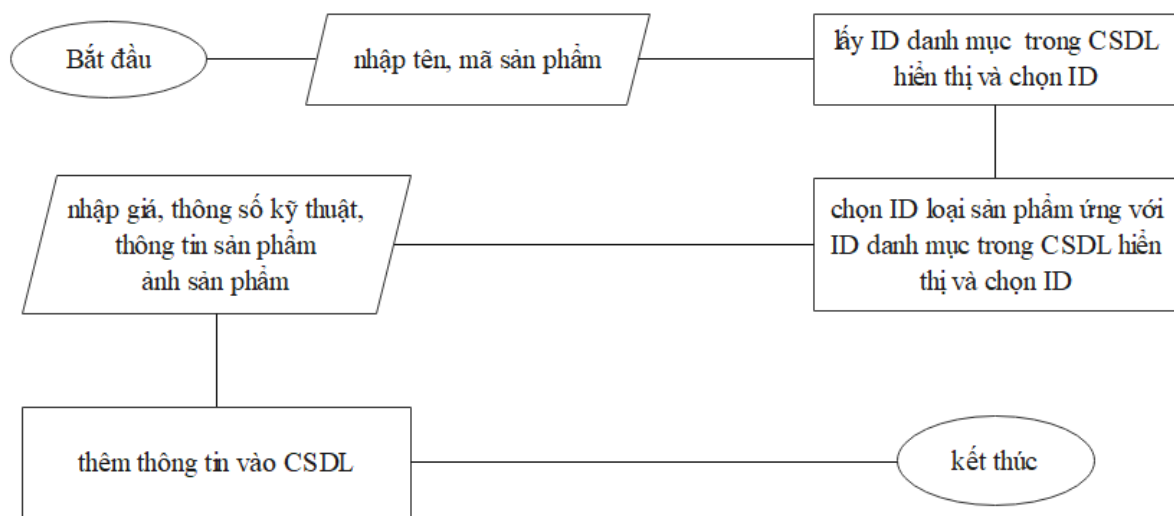 Bắt đầu
nhập tên, mã sản phẩm
lấy ID danh mục trong CSDL
hiển thị và chọn ID
chọn ID loại sản phẩm ứng với
ID danh mục trong CSDL hiển
thị và chọn ID
nhập giá, thông số kỹ thuật,
thông tin sản phẩm
ảnh sản phẩm
thêm thông tin vào CSDL
kết thúc